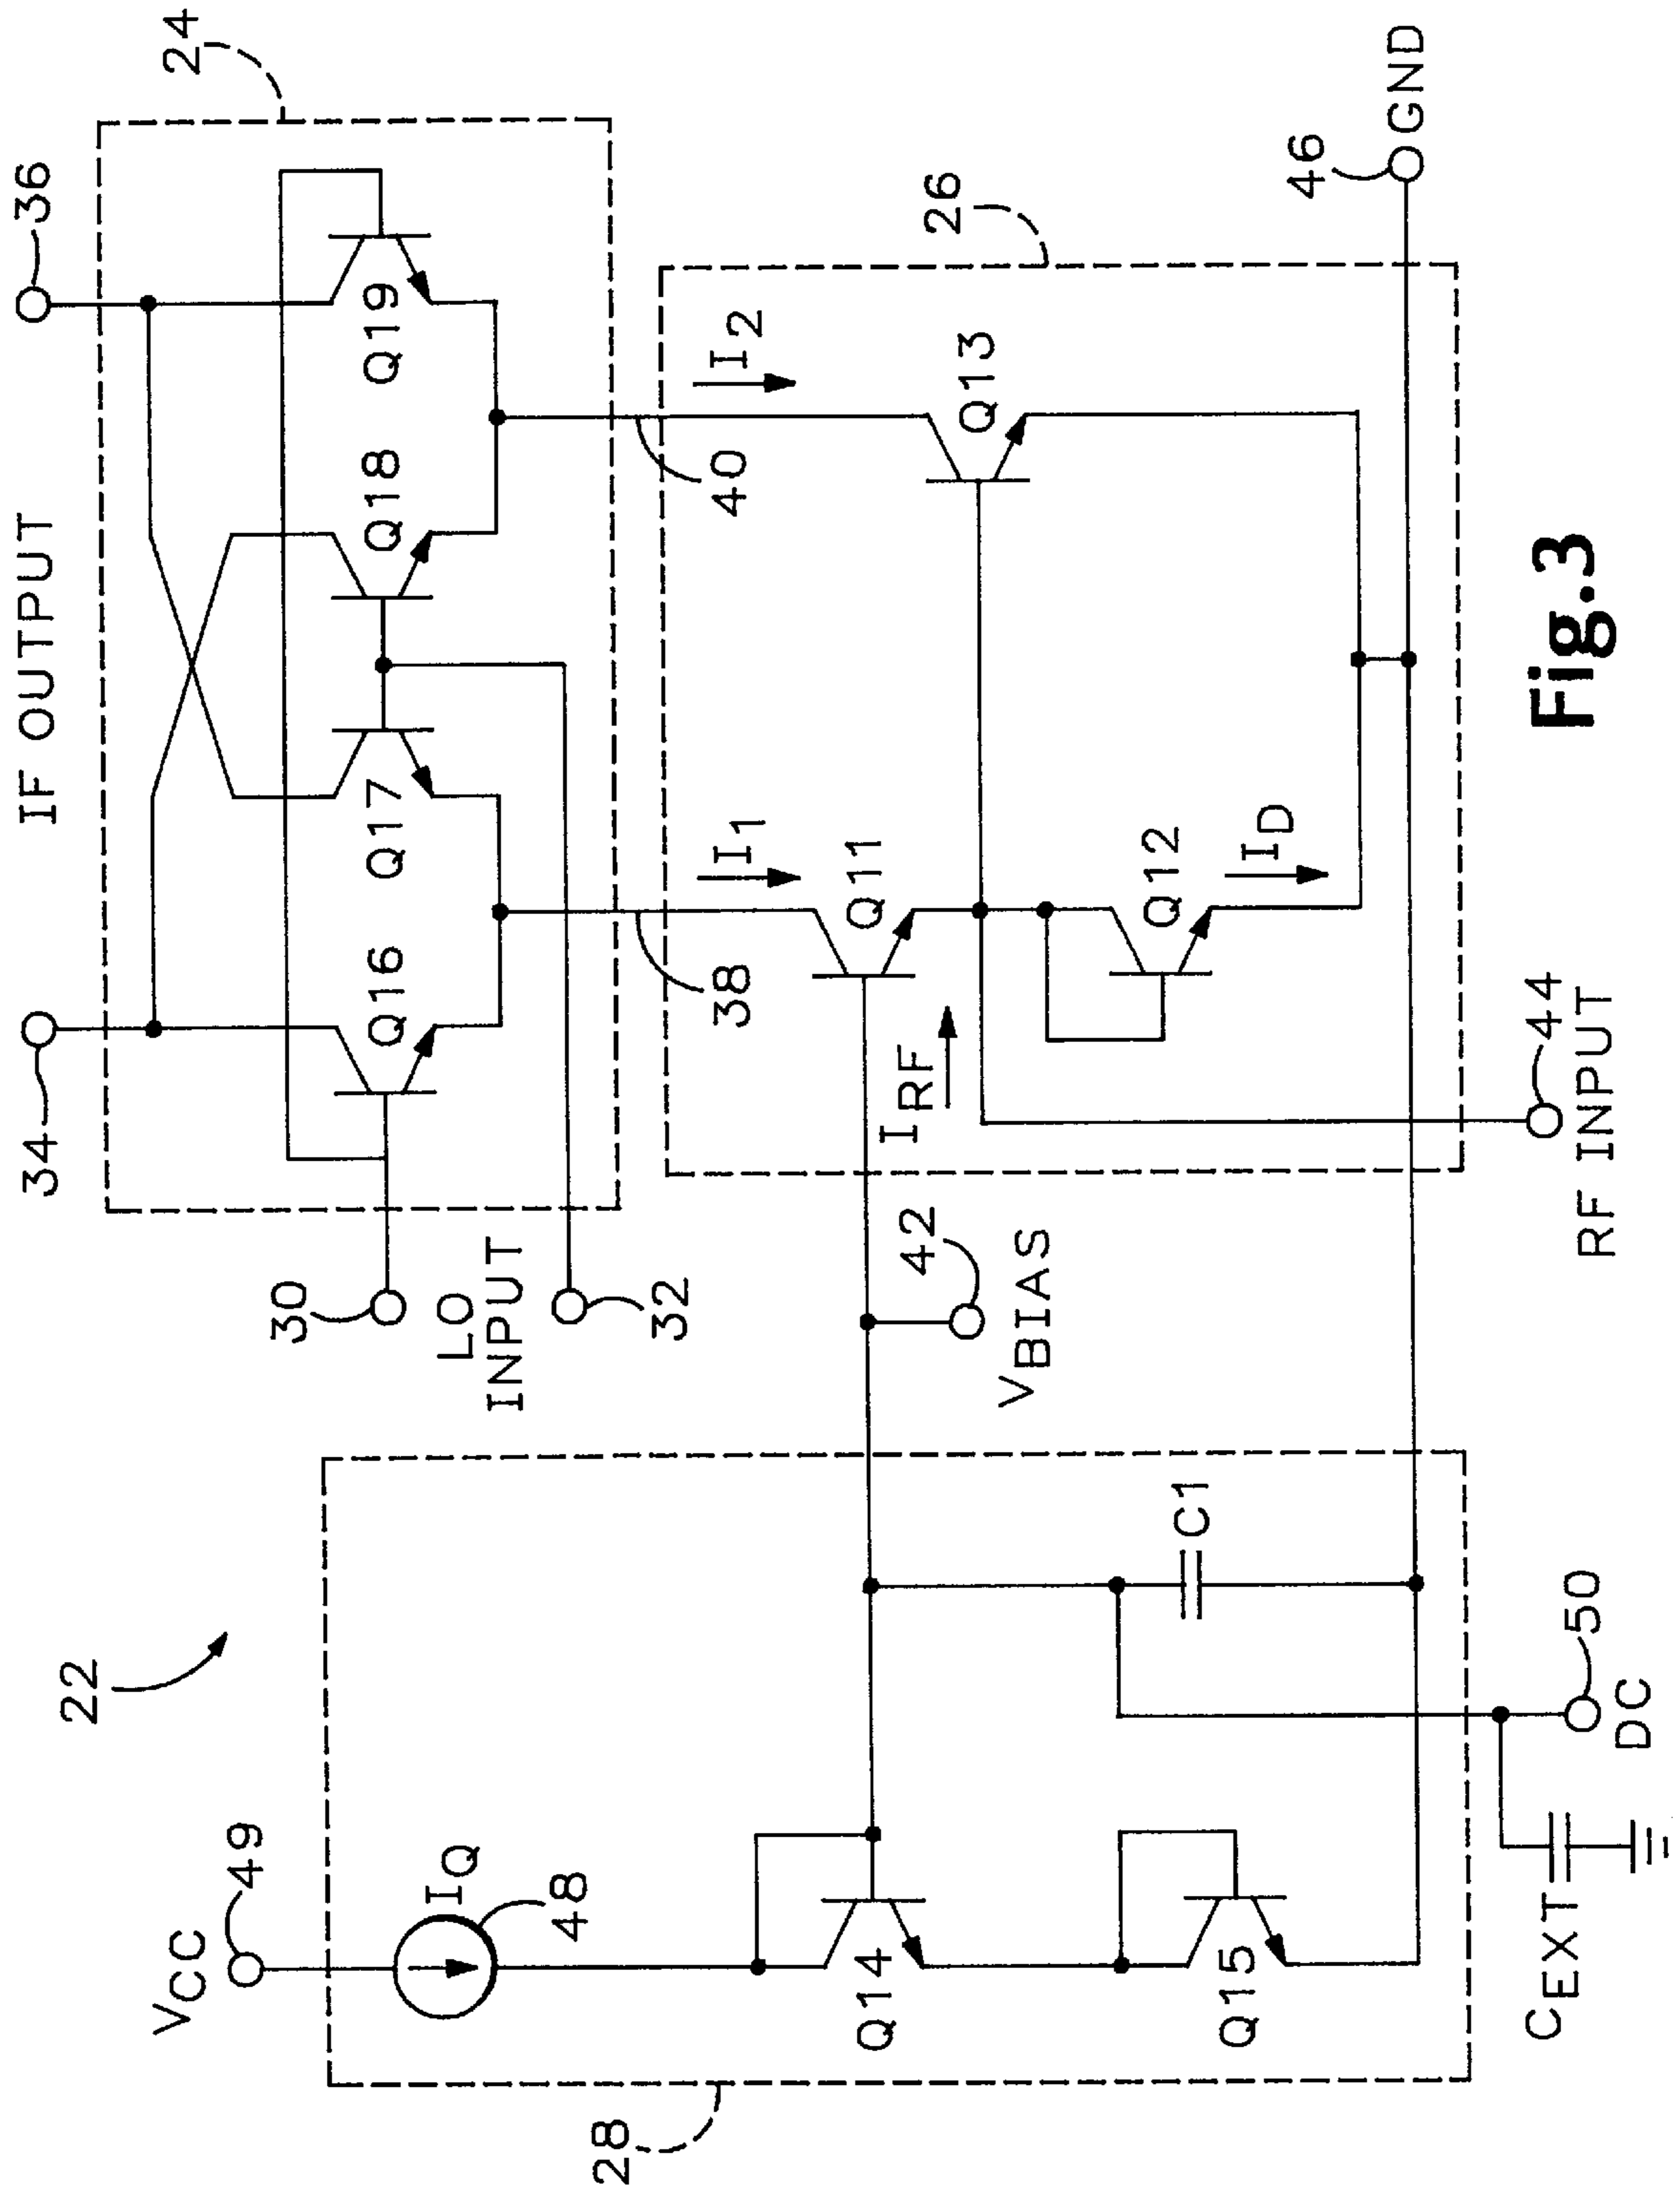 22
24
IF OUTPUT
34
36
30
LO
INPUT
32
Q16
Q17
Q18
Q19
38
40
I1
I2
26
VCC
49
IQ
48
28
Q14
Q15
C1
VBIAS
42
IRF
Q11
Q12
Q13
ID
46
GND
44
RF INPUT
50
DC
CEXT
Fig.3